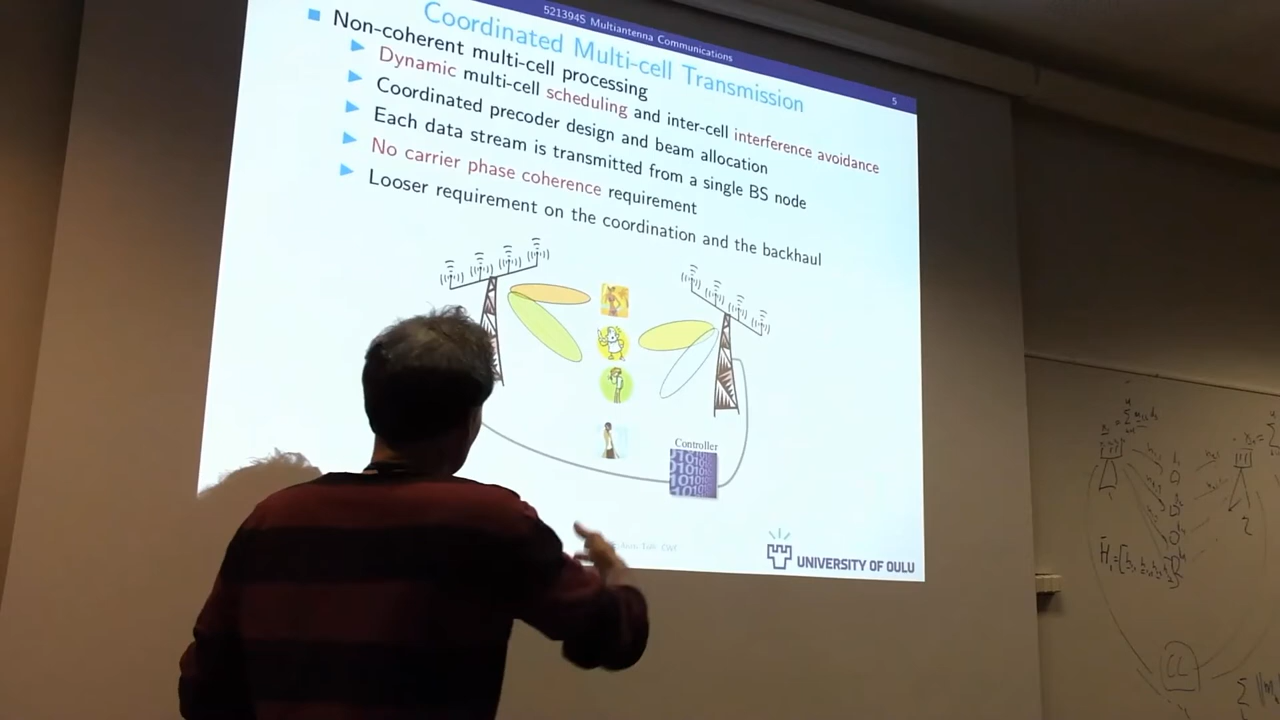 521394S Multiantenna Communications
5
Coordinated Multi-cell Transmission
Non-coherent multi-cell processing
Dynamic multi-cell scheduling and inter-cell interference avoidance
Coordinated precoder design and beam allocation
Each data stream is transmitted from a single BS node
No carrier phase coherence requirement
Looser requirement on the coordination and the backhaul
Controller
UNIVERSITY OF OULU